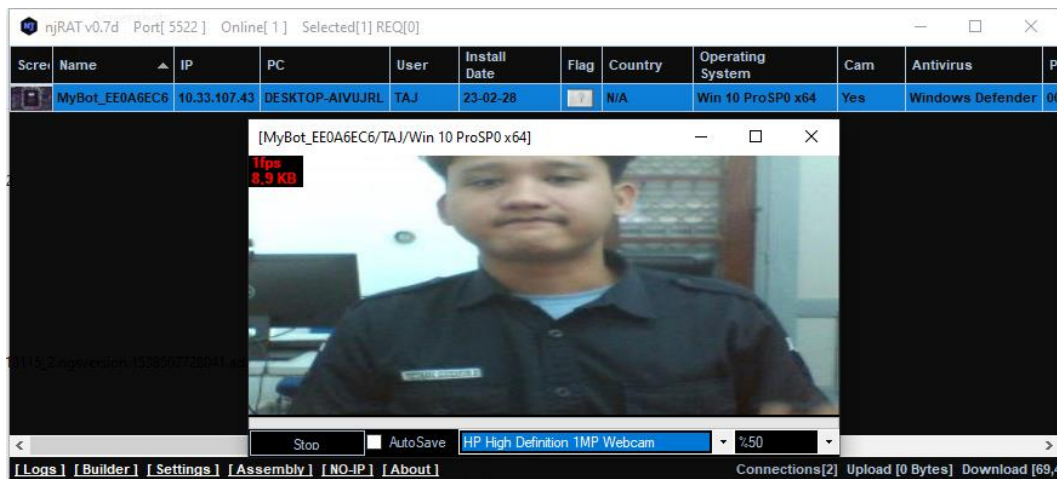 njRAT v0.7d Port[ 5522 ] Online[ 1 ] Selected[1] REQ[0]
Scre Name IP PC User Install Date Flag Country Operating System Cam Antivirus P
MyBot_EE0A6EC6 10.33.107.43 DESKTOP-AIVUJRL TAJ 23-02-28 ? N/A Win 10 ProSP0 x64 Yes Windows Defender 00
[MyBot_EE0A6EC6/TAJ/Win 10 ProSP0 x64]
1fps
8,9 KB
Stop AutoSave HP High Definition 1MP Webcam %50
[ Logs ] [ Builder ] [ Settings ] [ Assembly ] [ NO-IP ] [ About ] Connections[2] Upload [0 Bytes] Download [69,4